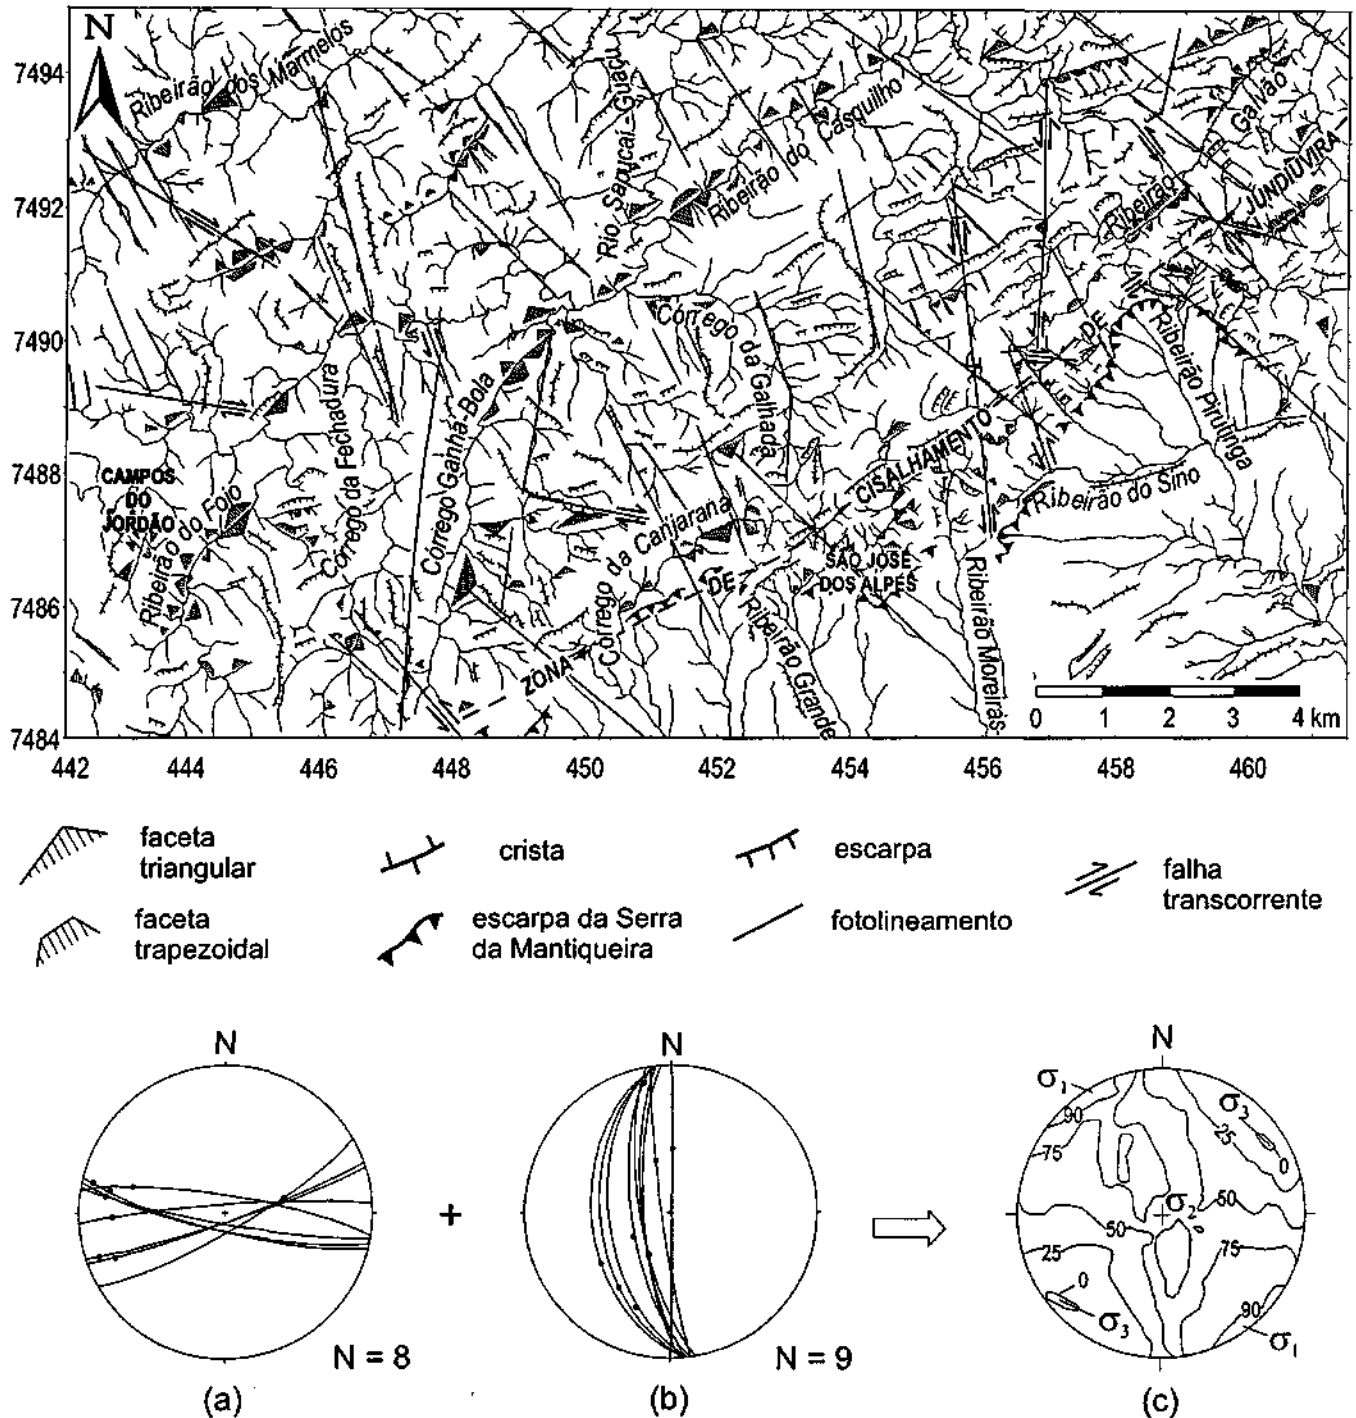 N
7494
7492
7490
7488
7486
7484
442
444
446
448
450
452
454
456
458
460
Ribeirão dos Marmelos
Rio Sapucaí-Guaçu
Ribeirão do Casquilho
Ribeirão Galvão
JUNDIUVIRA
Córrego da Galhada
DE
Ribeirão Pirutinga
Córrego da Fechadura
Córrego Ganha-Bola
CISALHAMENTO
CAMPOS
DO
JORDÃO
Ribeirão do Fojo
Córrego da Canjarana
Ribeirão do Sino
SÃO JOSÉ
DOS ALPES
DE
ZONA
Ribeirão Grande
Ribeirão Moreiras
0 1 2 3 4 km
faceta
triangular
crista
escarpa
falha
transcorrente
faceta
trapezoidal
escarpa da Serra
da Mantiqueira
fotolineamento
N
N = 8
(a)
+
N
N = 9
(b)
N
σ1
σ3
90
75
25
0
50
σ2
50
25
75
0
σ3
90
σ1
(c)